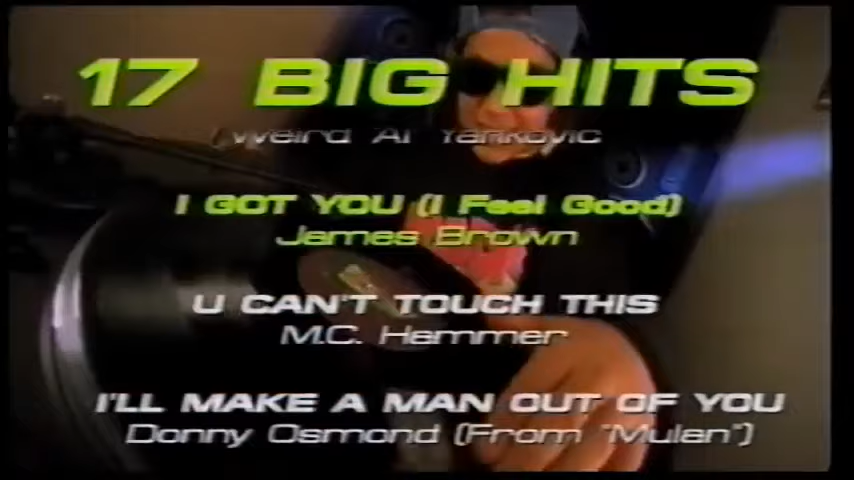 17 BIG HITS
"Weird" Al Yankovic
I GOT YOU (I Feel Good)
James Brown
U CAN'T TOUCH THIS
M.C. Hammer
I'LL MAKE A MAN OUT OF YOU
Donny Osmond (From "Mulan")